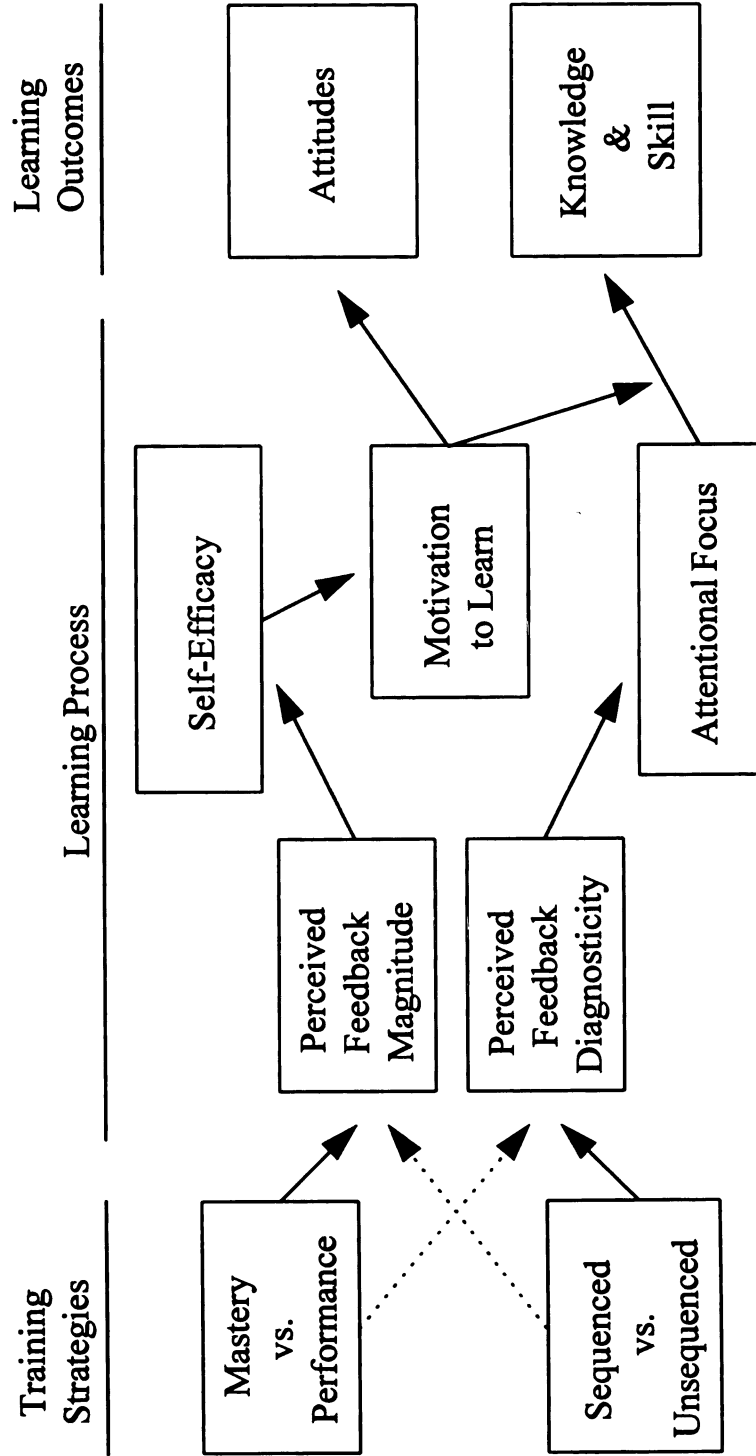 Training
Strategies
Learning Process
Learning
Outcomes
Mastery
vs.
Performance
Sequenced
vs.
Unsequenced
Perceived
Feedback
Magnitude
Perceived
Feedback
Diagnosticity
Self-Efficacy
Motivation
to Learn
Attentional Focus
Attitudes
Knowledge
&
Skill